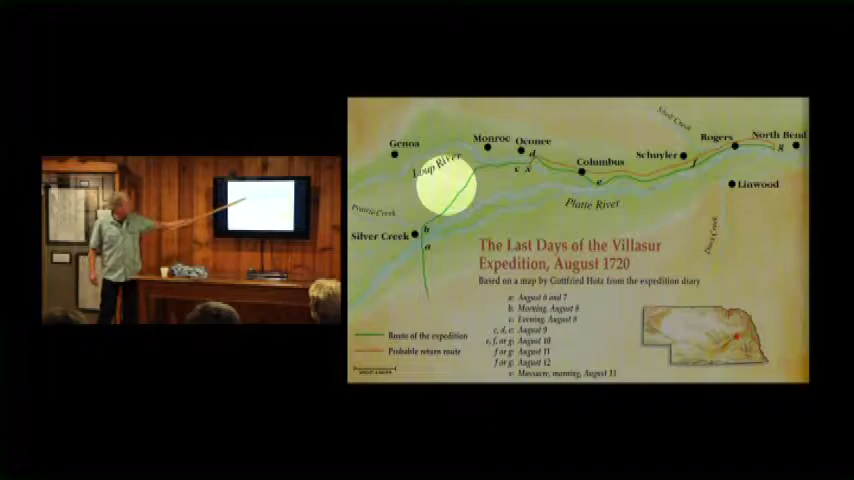 Shell Creek
Genoa
Monroe
Oconee
Rogers
North Bend
Loup River
Columbus
Schuyler
Linwood
Prairie Creek
Platte River
Silver Creek
Duck Creek
a
b
c
x
d
e
f
g
The Last Days of the Villasur
Expedition, August 1720
Based on a map by Gottfried Hotz from the expedition diary
a: August 6 and 7
b: Morning, August 8
c: Evening, August 8
c, d, e: August 9
e, f, or g: August 10
f or g: August 11
f or g: August 12
x: Massacre, morning, August 13
Route of the expedition
Probable return route